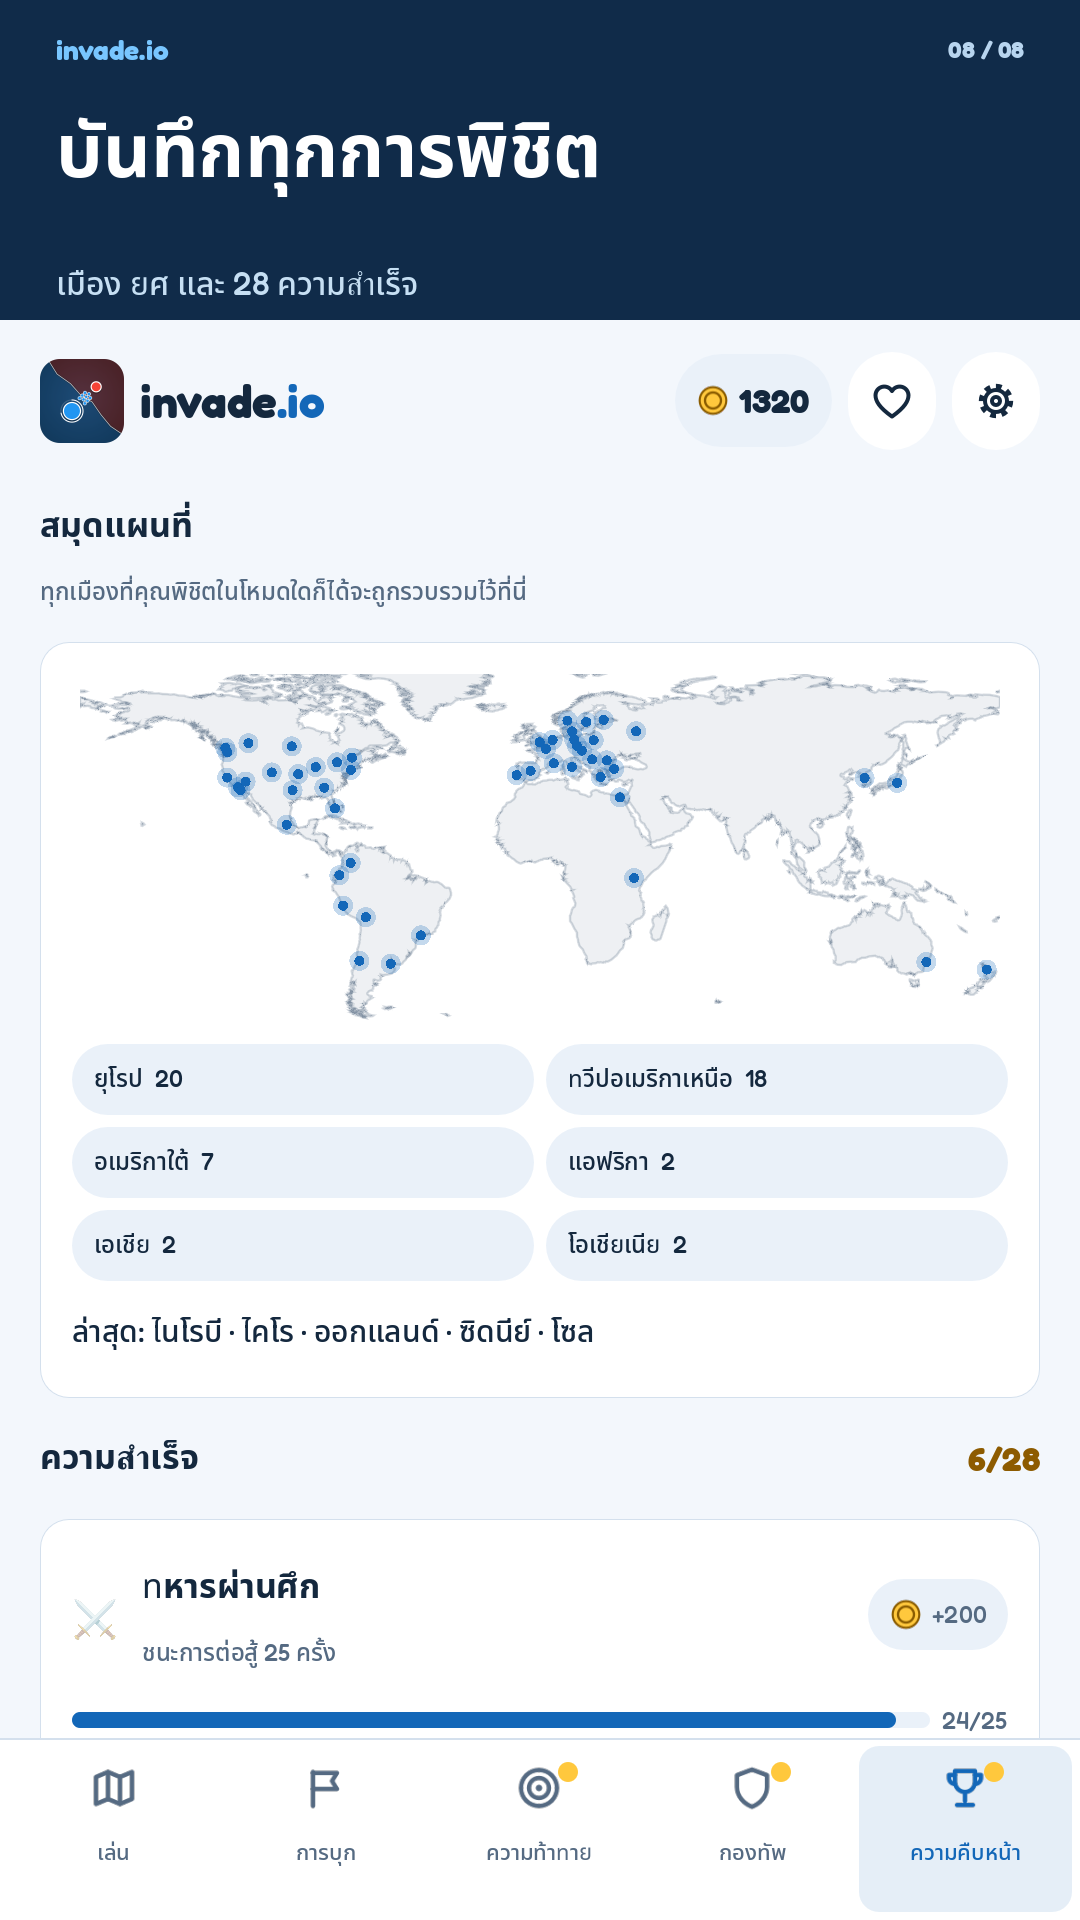 invade.io
08 / 08
บันทึกทุกการพิชิต
เมือง ยศ และ 28 ความสำเร็จ
invade.io
1320
สมุดแผนที่
ทุกเมืองที่คุณพิชิตในโหมดใดก็ได้จะถูกรวบรวมไว้ที่นี่
ยุโรป 20
ทวีปอเมริกาเหนือ 18
อเมริกาใต้ 7
แอฟริกา 2
เอเชีย 2
โอเชียเนีย 2
ล่าสุด: ไนโรบี · ไคโร · ออกแลนด์ · ซิดนีย์ · โซล
ความสำเร็จ
6/28
ทหารผ่านศึก
+200
ชนะการต่อสู้ 25 ครั้ง
24/25
เล่น
การบุก
ความท้าทาย
กองทัพ
ความคืบหน้า